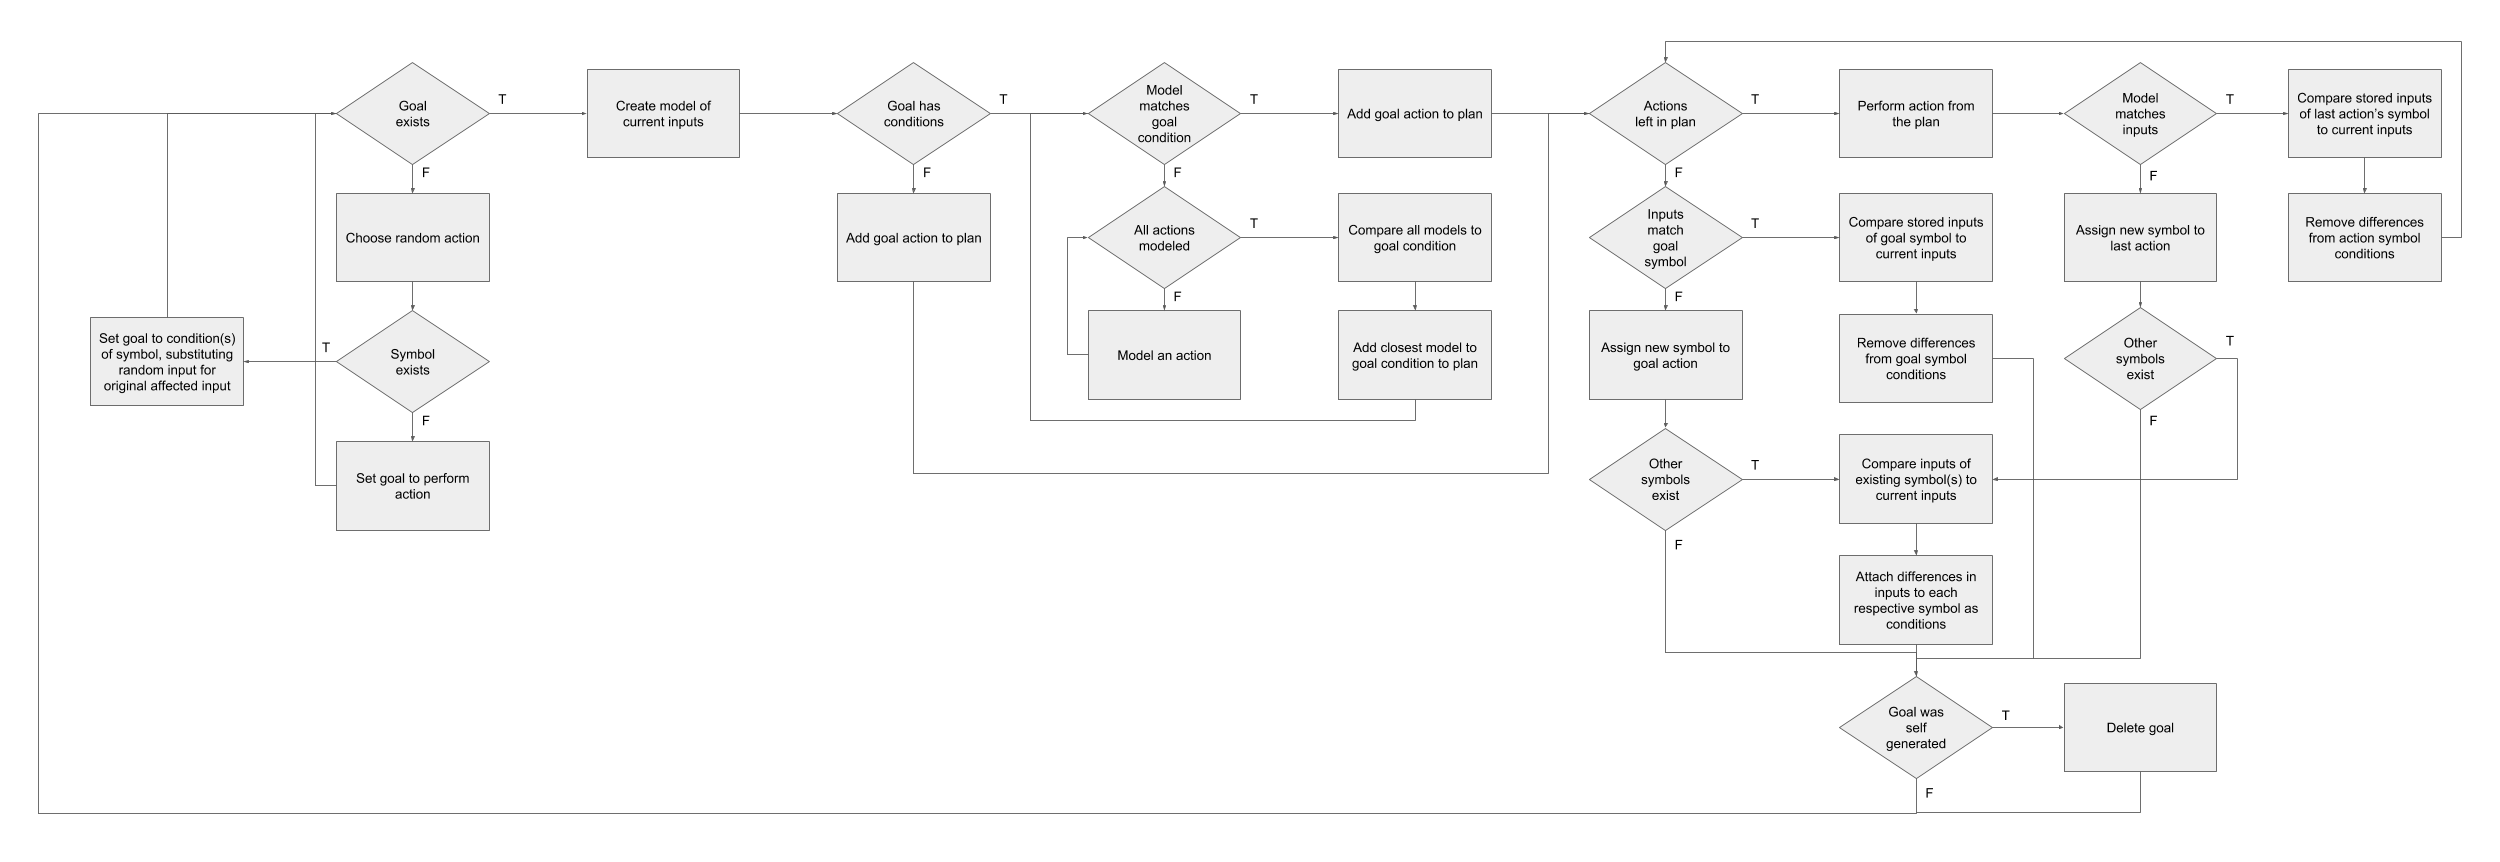 Goal
exists
T
F
Choose random action
Symbol
exists
T
F
Set goal to condition(s)
of symbol, substituting
random input for
original affected input
Set goal to perform
action
Create model of
current inputs
Goal has
conditions
T
F
Add goal action to plan
Model
matches
goal
condition
T
F
Add goal action to plan
All actions
modeled
T
F
Compare all models to
goal condition
Model an action
Add closest model to
goal condition to plan
Actions
left in plan
T
F
Perform action from
the plan
Model
matches
inputs
T
F
Compare stored inputs
of last action's symbol
to current inputs
Remove differences
from action symbol
conditions
Assign new symbol to
last action
Other
symbols
exist
T
F
Inputs
match
goal
symbol
T
F
Compare stored inputs
of goal symbol to
current inputs
Remove differences
from goal symbol
conditions
Assign new symbol to
goal action
Other
symbols
exist
T
F
Compare inputs of
existing symbol(s) to
current inputs
Attach differences in
inputs to each
respective symbol as
conditions
Goal was
self
generated
T
F
Delete goal